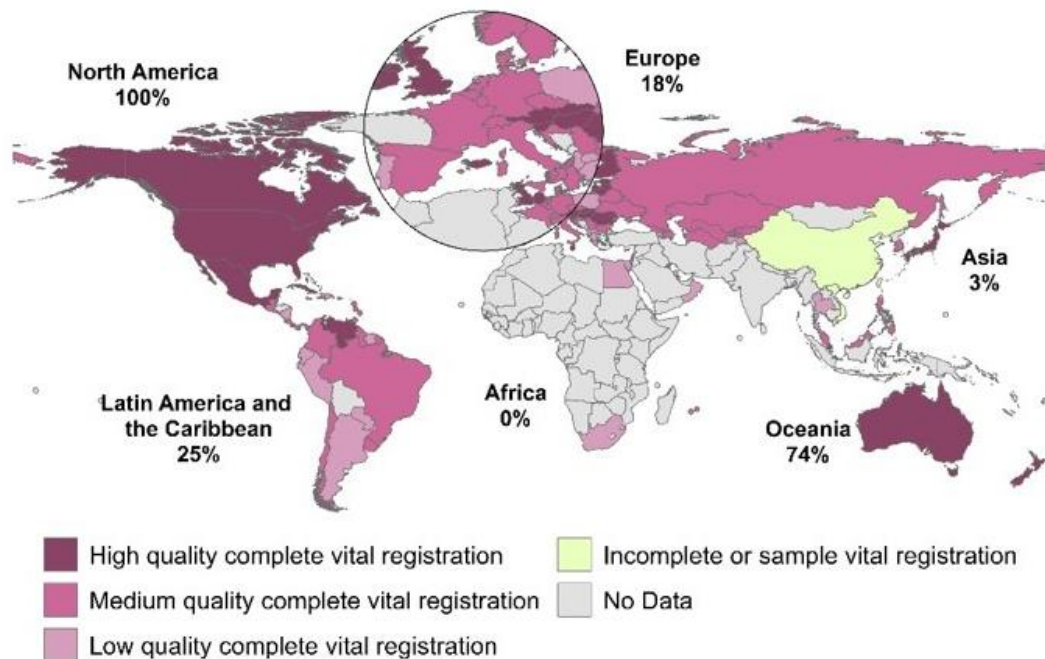 North America
100%
Europe
18%
Asia
3%
Latin America and
the Caribbean
25%
Africa
0%
Oceania
74%
High quality complete vital registration
Medium quality complete vital registration
Low quality complete vital registration
Incomplete or sample vital registration
No Data